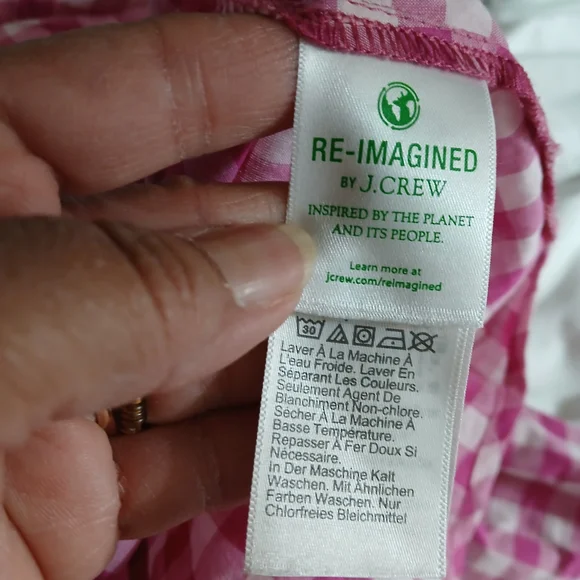 RE-IMAGINED
BY J.CREW
INSPIRED BY THE PLANET
AND ITS PEOPLE.
Learn more at
jcrew.com/reimagined
30
Laver À La Machine À
L'eau Froide. Laver En
Séparant Les Couleurs.
Seulement Agent De
Blanchiment Non-chlore.
Sécher À La Machine À
Basse Température.
Repasser À Fer Doux Si
Nécessaire.
In Der Maschine Kalt
Waschen. Mit Ähnlichen
Farben Waschen. Nur
Chlorfreies Bleichmittel